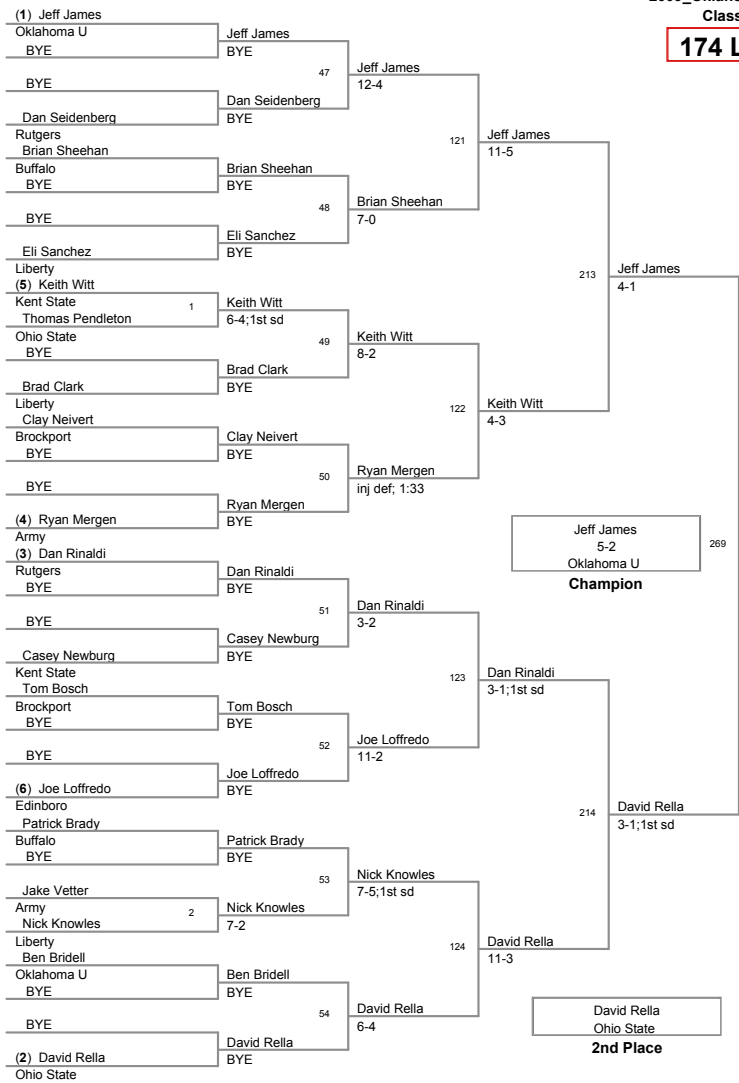 Class
174 L
(1) Jeff James
Oklahoma U
BYE
BYE
Dan Seidenberg
Rutgers
Brian Sheehan
Buffalo
BYE
BYE
Eli Sanchez
Liberty
(5) Keith Witt
Kent State
1
Thomas Pendleton
Ohio State
BYE
Brad Clark
Liberty
Clay Neivert
Brockport
BYE
BYE
(4) Ryan Mergen
Army
(3) Dan Rinaldi
Rutgers
BYE
BYE
Casey Newburg
Kent State
Tom Bosch
Brockport
BYE
BYE
(6) Joe Loffredo
Edinboro
Patrick Brady
Buffalo
BYE
Jake Vetter
Army
2
Nick Knowles
Liberty
Ben Bridell
Oklahoma U
BYE
BYE
(2) David Rella
Ohio State
Jeff James
BYE
47
Dan Seidenberg
BYE
Brian Sheehan
BYE
48
Eli Sanchez
BYE
Keith Witt
6-4;1st sd
49
Brad Clark
BYE
Clay Neivert
BYE
50
Ryan Mergen
BYE
Dan Rinaldi
BYE
51
Casey Newburg
BYE
Tom Bosch
BYE
52
Joe Loffredo
BYE
Patrick Brady
BYE
53
Nick Knowles
7-2
Ben Bridell
BYE
54
David Rella
BYE
Jeff James
12-4
121
Brian Sheehan
7-0
Keith Witt
8-2
122
Ryan Mergen
inj def; 1:33
Dan Rinaldi
3-2
123
Joe Loffredo
11-2
Nick Knowles
7-5;1st sd
124
David Rella
6-4
Jeff James
11-5
213
Keith Witt
4-3
Dan Rinaldi
3-1;1st sd
214
David Rella
11-3
Jeff James
4-1
David Rella
3-1;1st sd
Jeff James
5-2
Oklahoma U
269
Champion
David Rella
Ohio State
2nd Place